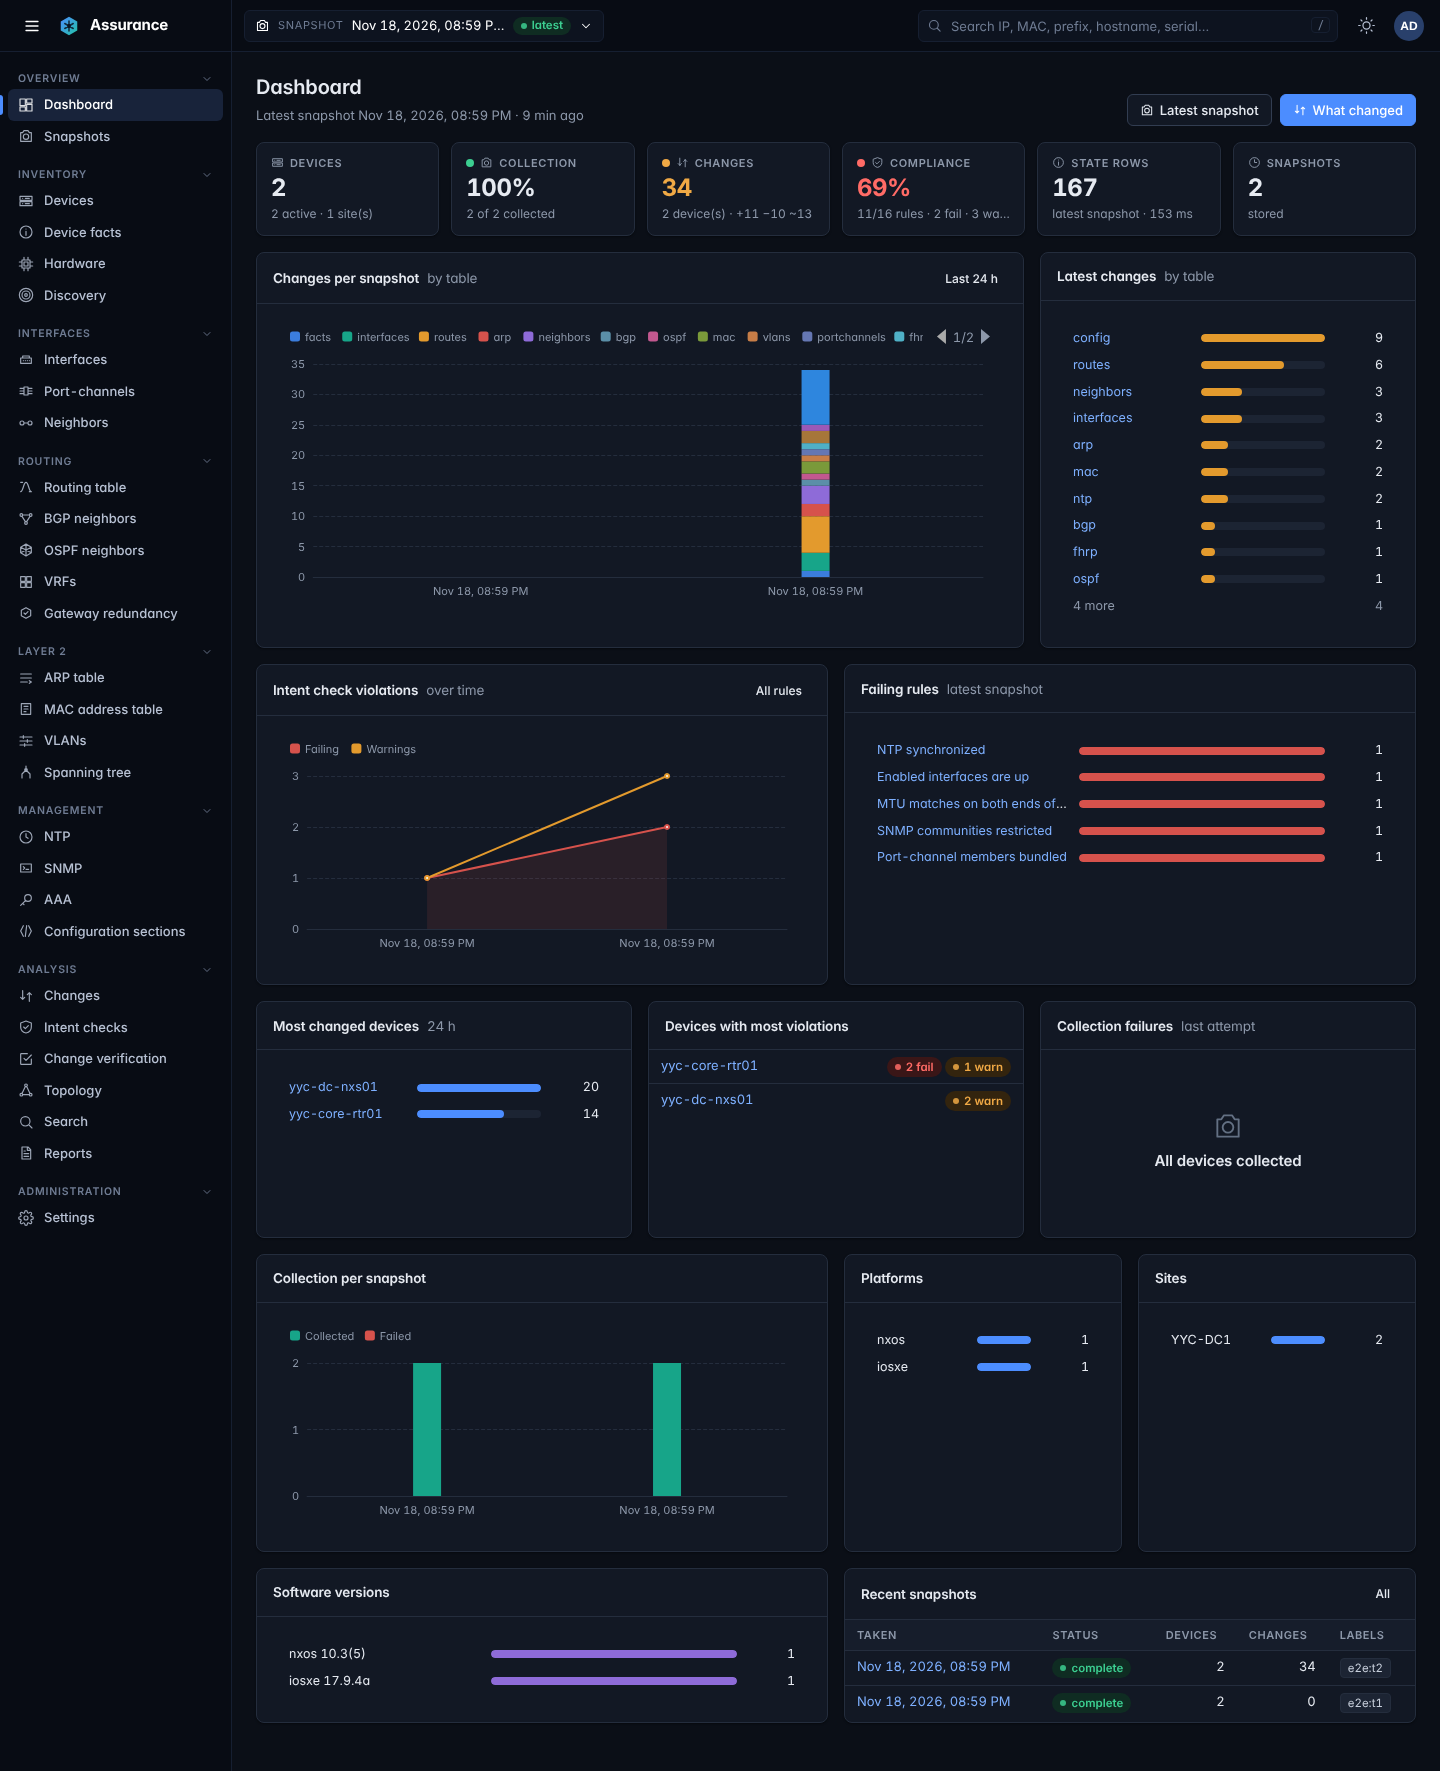 Assurance
SNAPSHOT Nov 18, 2026, 08:59 P... latest
Search IP, MAC, prefix, hostname, serial... /
AD
OVERVIEW
Dashboard
Snapshots
INVENTORY
Devices
Device facts
Hardware
Discovery
INTERFACES
Interfaces
Port-channels
Neighbors
ROUTING
Routing table
BGP neighbors
OSPF neighbors
VRFs
Gateway redundancy
LAYER 2
ARP table
MAC address table
VLANs
Spanning tree
MANAGEMENT
NTP
SNMP
AAA
Configuration sections
ANALYSIS
Changes
Intent checks
Change verification
Topology
Search
Reports
ADMINISTRATION
Settings
Dashboard
Latest snapshot Nov 18, 2026, 08:59 PM · 9 min ago
Latest snapshot
What changed
DEVICES
2
2 active · 1 site(s)
COLLECTION
100%
2 of 2 collected
CHANGES
34
2 device(s) · +11 −10 ~13
COMPLIANCE
69%
11/16 rules · 2 fail · 3 wa...
STATE ROWS
167
latest snapshot · 153 ms
SNAPSHOTS
2
stored
Changes per snapshot by table
Last 24 h
facts interfaces routes arp neighbors bgp ospf mac vlans portchannels fhr 1/2
35
30
25
20
15
10
5
0
Nov 18, 08:59 PM Nov 18, 08:59 PM
Latest changes by table
config 9
routes 6
neighbors 3
interfaces 3
arp 2
mac 2
ntp 2
bgp 1
fhrp 1
ospf 1
4 more 4
Intent check violations over time
All rules
Failing Warnings
3
2
1
0
Nov 18, 08:59 PM Nov 18, 08:59 PM
Failing rules latest snapshot
NTP synchronized 1
Enabled interfaces are up 1
MTU matches on both ends of... 1
SNMP communities restricted 1
Port-channel members bundled 1
Most changed devices 24 h
yyc-dc-nxs01 20
yyc-core-rtr01 14
Devices with most violations
yyc-core-rtr01 2 fail 1 warn
yyc-dc-nxs01 2 warn
Collection failures last attempt
All devices collected
Collection per snapshot
Collected Failed
2
1
0
Nov 18, 08:59 PM Nov 18, 08:59 PM
Platforms
nxos 1
iosxe 1
Sites
YYC-DC1 2
Software versions
nxos 10.3(5) 1
iosxe 17.9.4a 1
Recent snapshots
All
TAKEN STATUS DEVICES CHANGES LABELS
Nov 18, 2026, 08:59 PM complete 2 34 e2e:t2
Nov 18, 2026, 08:59 PM complete 2 0 e2e:t1